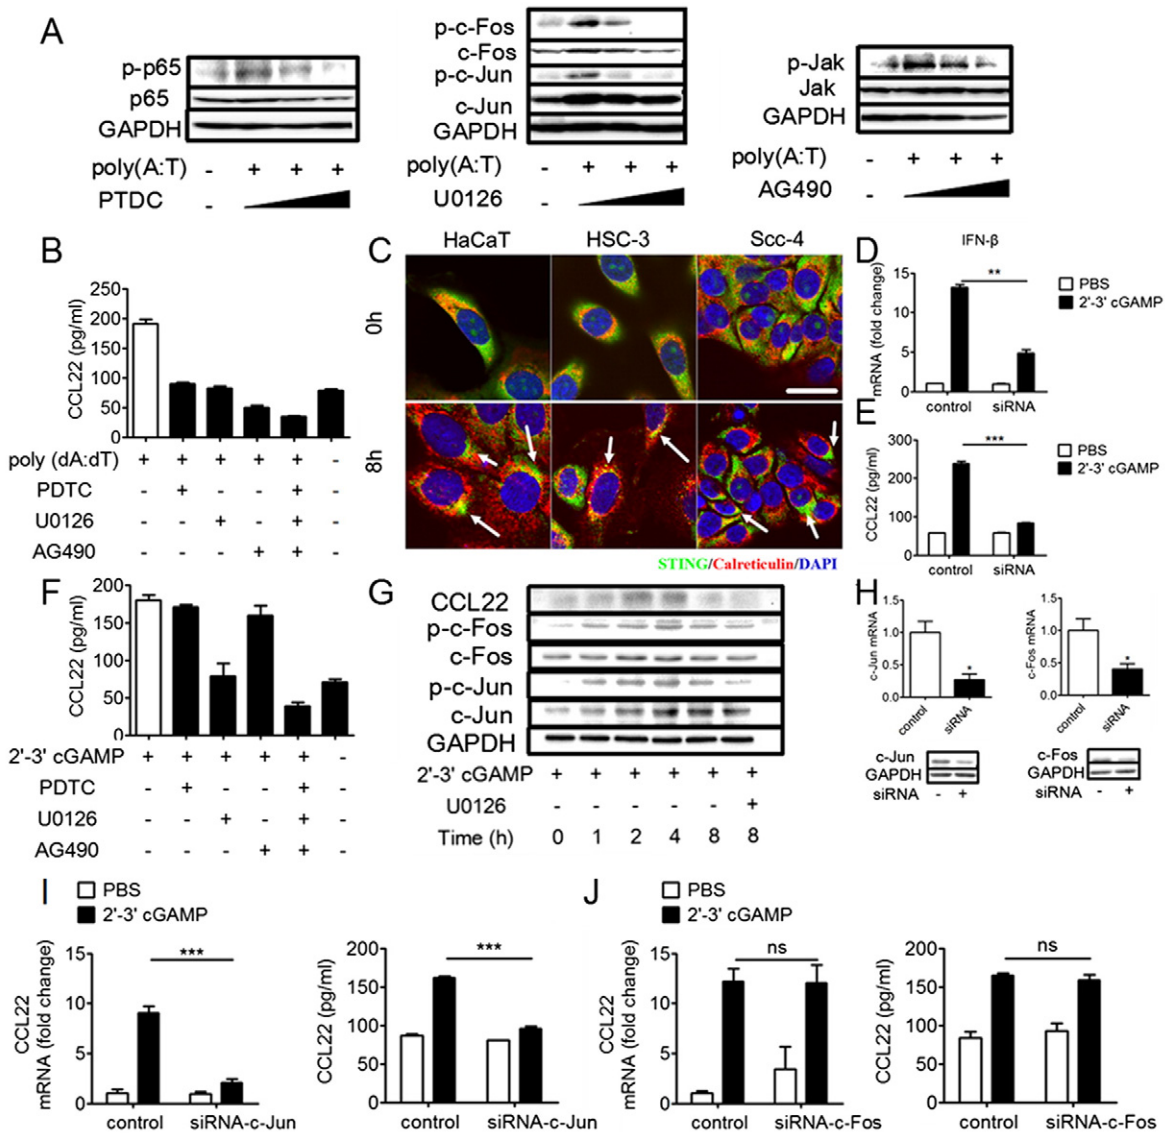 A
p-p65
p65
GAPDH
poly(A:T) - + + +
PTDC -
p-c-Fos
c-Fos
p-c-Jun
c-Jun
GAPDH
poly(A:T) - + + +
U0126 -
p-Jak
Jak
GAPDH
poly(A:T) - + + +
AG490 -
B
CCL22 (pg/ml)
250
200
150
100
50
0
poly (dA:dT) + + + + + -
PDTC - + - - + -
U0126 - - + - + -
AG490 - - - + + -
C
HaCaT HSC-3 Scc-4
0h
8h
STING/Calreticulin/DAPI
D
IFN-β
mRNA (fold change)
15
10
5
0
**
control siRNA
PBS
2'-3' cGAMP
E
CCL22 (pg/ml)
300
200
100
0
***
control siRNA
PBS
2'-3' cGAMP
F
CCL22 (pg/ml)
200
150
100
50
0
2'-3' cGAMP + + + + + -
PDTC - + - - + -
U0126 - - + - + -
AG490 - - - + + -
G
CCL22
p-c-Fos
c-Fos
p-c-Jun
c-Jun
GAPDH
2'-3' cGAMP + + + + + +
U0126 - - - - - +
Time (h) 0 1 2 4 8 8
H
c-Jun mRNA
1.5
1.0
0.5
0.0
*
control siRNA
c-Jun
GAPDH
siRNA - +
c-Fos mRNA
1.5
1.0
0.5
0.0
*
control siRNA
c-Fos
GAPDH
siRNA - +
I
PBS
2'-3' cGAMP
CCL22
mRNA (fold change)
15
10
5
0
***
control siRNA-c-Jun
CCL22 (pg/ml)
200
150
100
50
0
***
control siRNA-c-Jun
J
PBS
2'-3' cGAMP
CCL22
mRNA (fold change)
15
10
5
0
ns
control siRNA-c-Fos
CCL22 (pg/ml)
200
150
100
50
0
ns
control siRNA-c-Fos